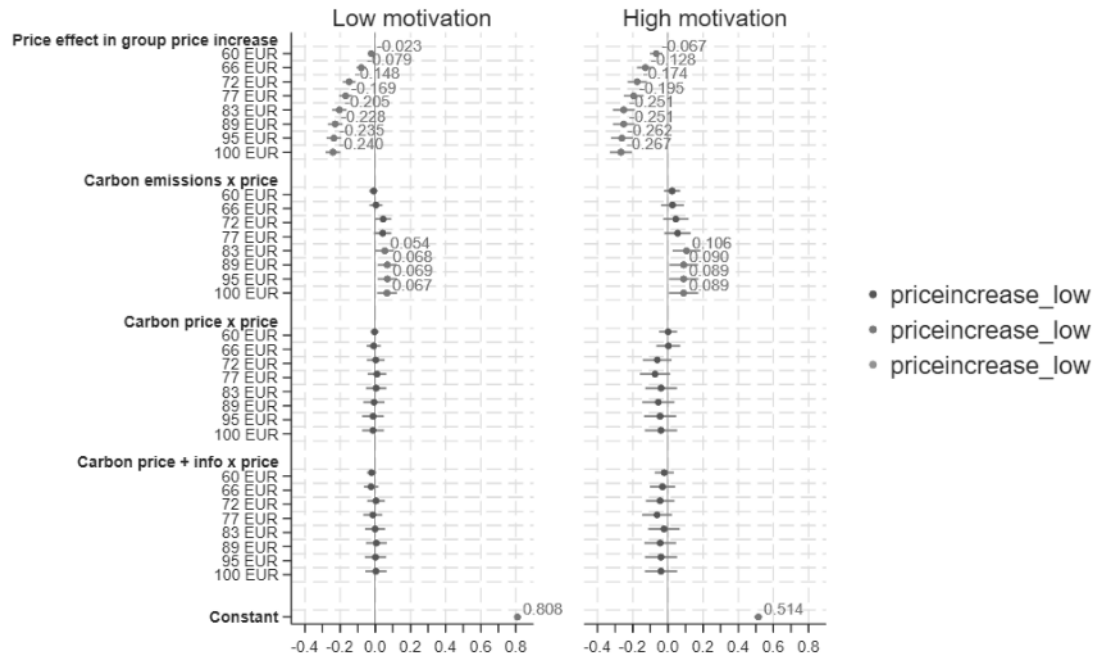 Low motivation
High motivation
Price effect in group price increase
60 EUR -0.023 -0.067
66 EUR -0.079 -0.128
72 EUR -0.148 -0.174
77 EUR -0.169 -0.195
83 EUR -0.205 -0.251
89 EUR -0.228 -0.251
95 EUR -0.235 -0.262
100 EUR -0.240 -0.267
Carbon emissions x price
60 EUR
66 EUR
72 EUR
77 EUR
83 EUR 0.054 0.106
89 EUR 0.068 0.090
95 EUR 0.069 0.089
100 EUR 0.067 0.089
Carbon price x price
60 EUR
66 EUR
72 EUR
77 EUR
83 EUR
89 EUR
95 EUR
100 EUR
Carbon price + info x price
60 EUR
66 EUR
72 EUR
77 EUR
83 EUR
89 EUR
95 EUR
100 EUR
Constant 0.808 0.514
-0.4 -0.2 0.0 0.2 0.4 0.6 0.8
-0.4 -0.2 0.0 0.2 0.4 0.6 0.8
priceincrease_low
priceincrease_low
priceincrease_low